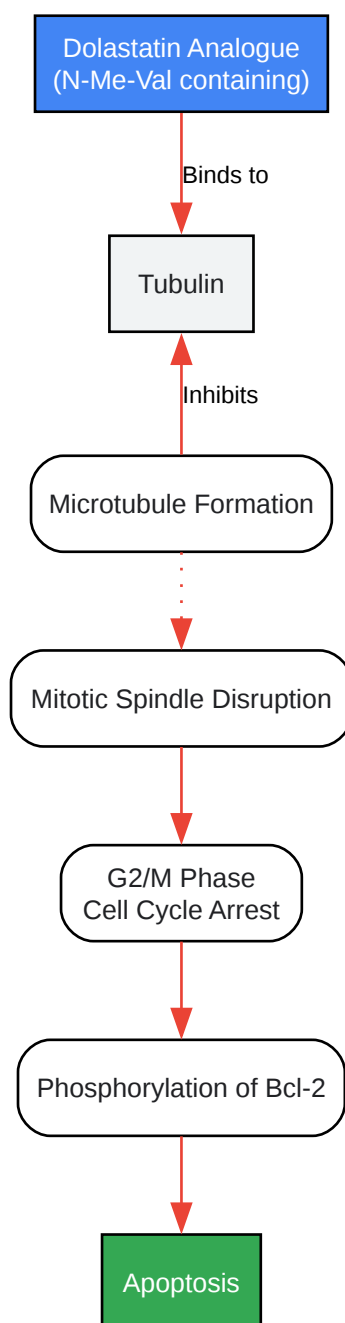 Dolastatin Analogue
(N-Me-Val containing)
Binds to
Tubulin
Inhibits
Microtubule Formation
Mitotic Spindle Disruption
G2/M Phase
Cell Cycle Arrest
Phosphorylation of Bcl-2
Apoptosis